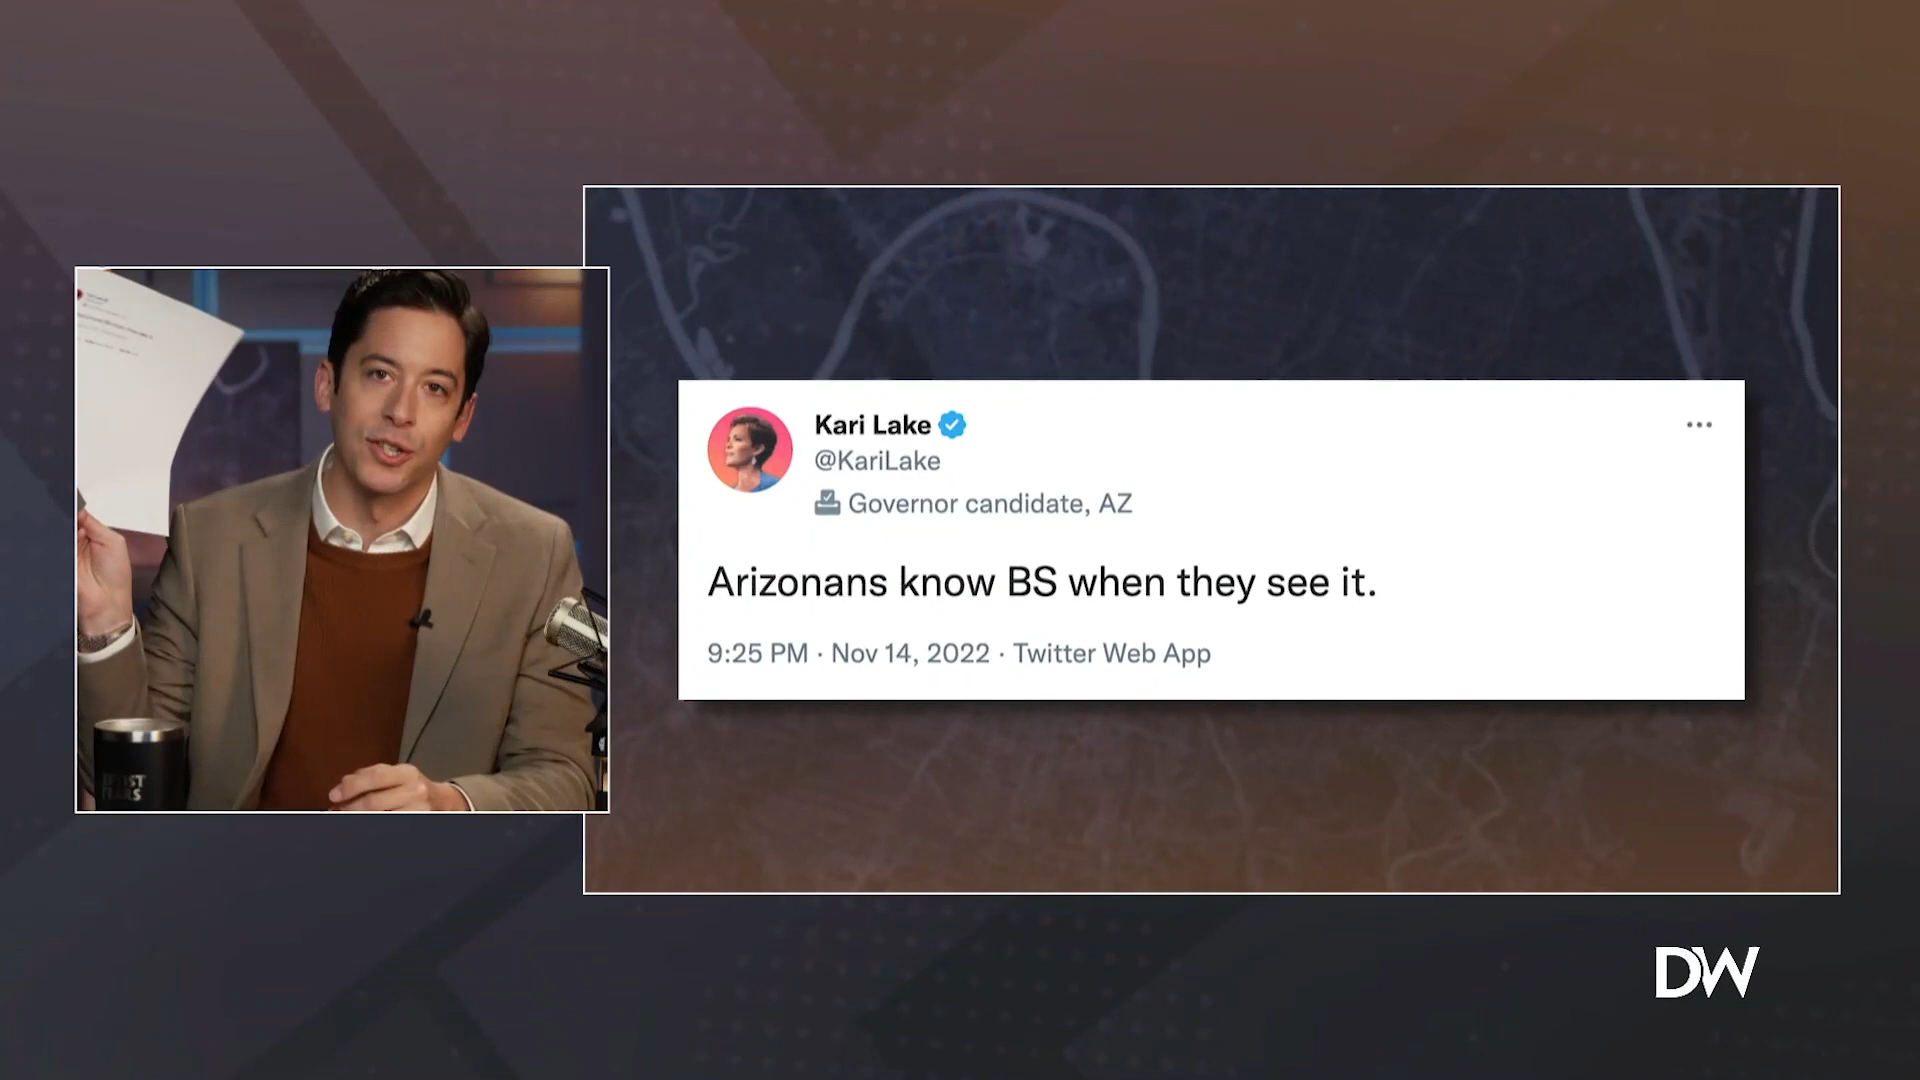 Kari Lake
@KariLake
Governor candidate, AZ
Arizonans know BS when they see it.
9:25 PM · Nov 14, 2022 · Twitter Web App
DW